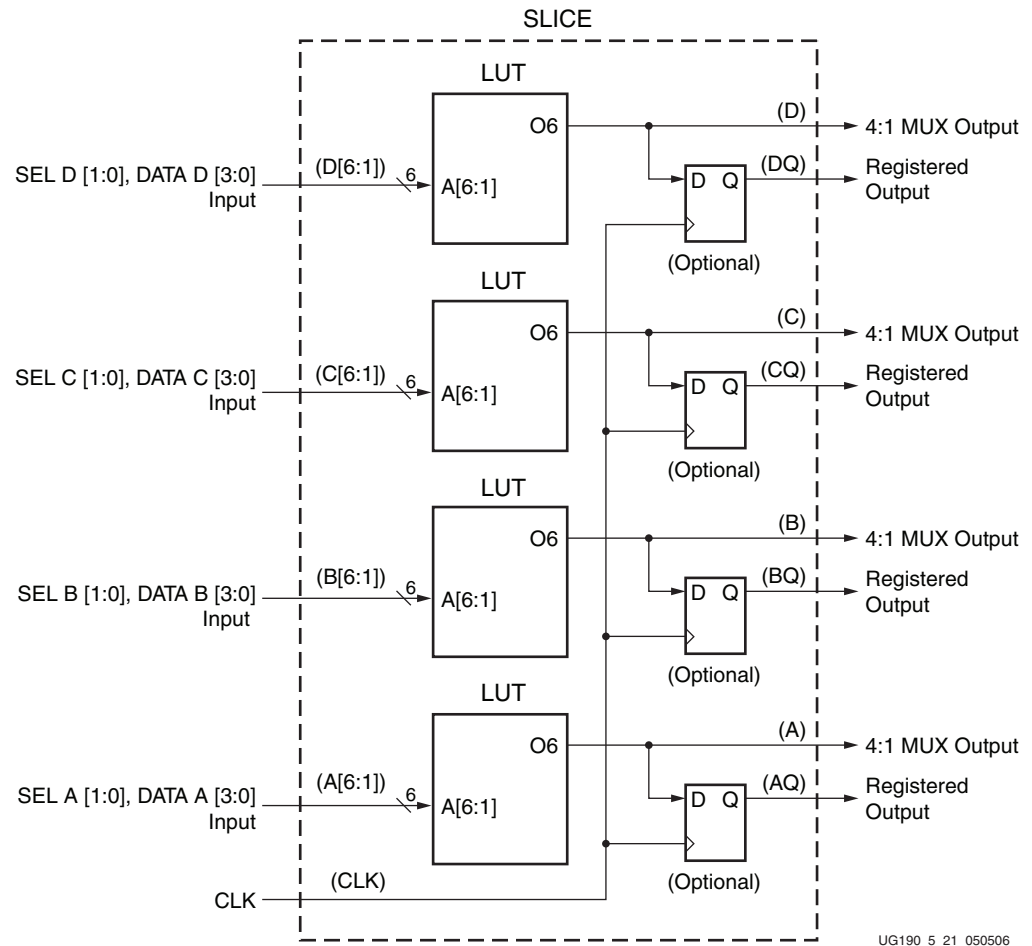 SLICE
LUT
O6
(D)
4:1 MUX Output
SEL D [1:0], DATA D [3:0]
Input
(D[6:1])
6
A[6:1]
D Q
(DQ)
Registered
Output
(Optional)
LUT
O6
(C)
4:1 MUX Output
SEL C [1:0], DATA C [3:0]
Input
(C[6:1])
6
A[6:1]
D Q
(CQ)
Registered
Output
(Optional)
LUT
O6
(B)
4:1 MUX Output
SEL B [1:0], DATA B [3:0]
Input
(B[6:1])
6
A[6:1]
D Q
(BQ)
Registered
Output
(Optional)
LUT
O6
(A)
4:1 MUX Output
SEL A [1:0], DATA A [3:0]
Input
(A[6:1])
6
A[6:1]
D Q
(AQ)
Registered
Output
(Optional)
CLK
(CLK)
UG190_5_21_050506